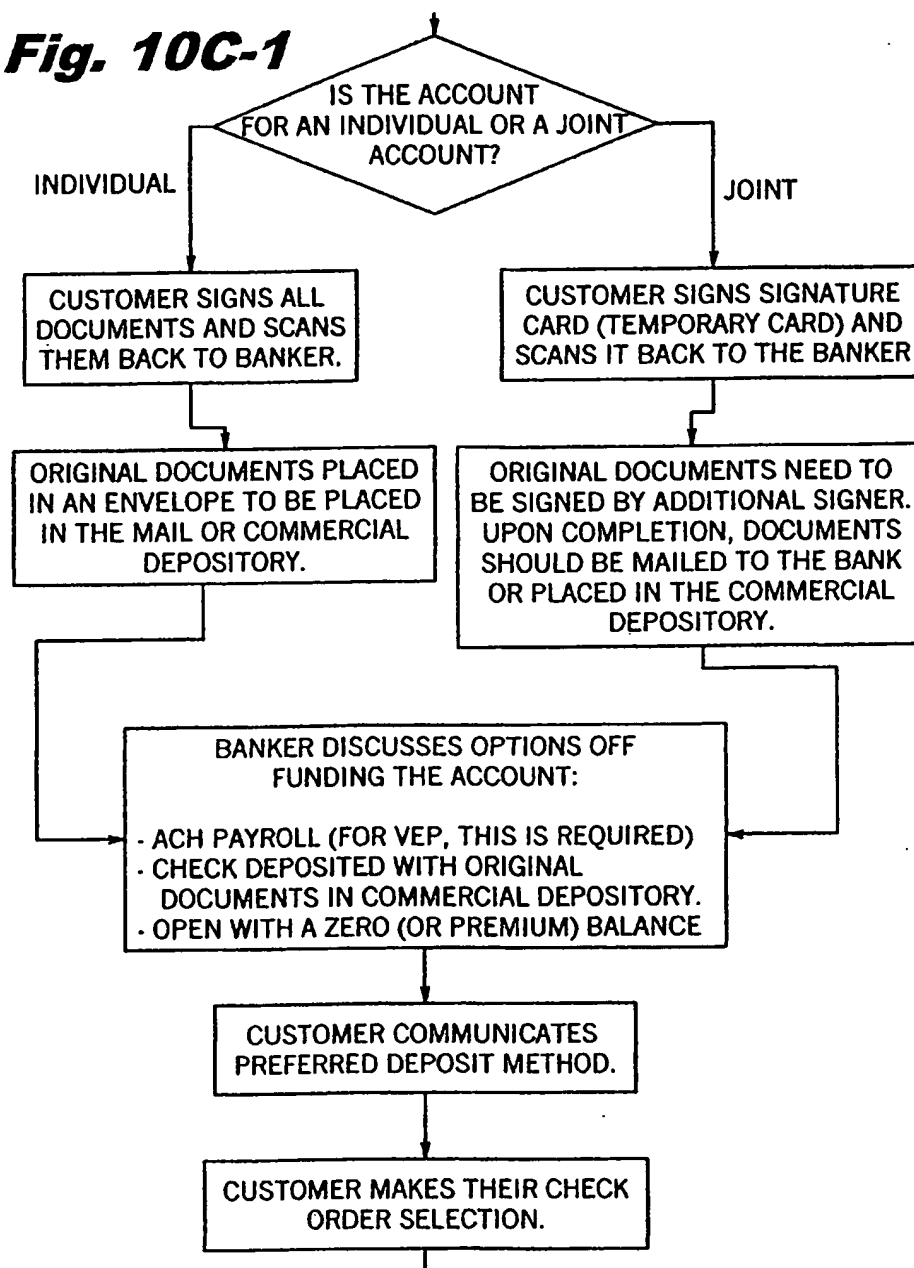 Fig. 10C-1
IS THE ACCOUNT
FOR AN INDIVIDUAL OR A JOINT
ACCOUNT?
INDIVIDUAL
JOINT
CUSTOMER SIGNS ALL
DOCUMENTS AND SCANS
THEM BACK TO BANKER.
CUSTOMER SIGNS SIGNATURE
CARD (TEMPORARY CARD) AND
SCANS IT BACK TO THE BANKER
ORIGINAL DOCUMENTS PLACED
IN AN ENVELOPE TO BE PLACED
IN THE MAIL OR COMMERCIAL
DEPOSITORY.
ORIGINAL DOCUMENTS NEED TO
BE SIGNED BY ADDITIONAL SIGNER.
UPON COMPLETION, DOCUMENTS
SHOULD BE MAILED TO THE BANK
OR PLACED IN THE COMMERCIAL
DEPOSITORY.
BANKER DISCUSSES OPTIONS OFF
FUNDING THE ACCOUNT:
· ACH PAYROLL (FOR VEP, THIS IS REQUIRED)
· CHECK DEPOSITED WITH ORIGINAL
DOCUMENTS IN COMMERCIAL DEPOSITORY.
· OPEN WITH A ZERO (OR PREMIUM) BALANCE
CUSTOMER COMMUNICATES
PREFERRED DEPOSIT METHOD.
CUSTOMER MAKES THEIR CHECK
ORDER SELECTION.